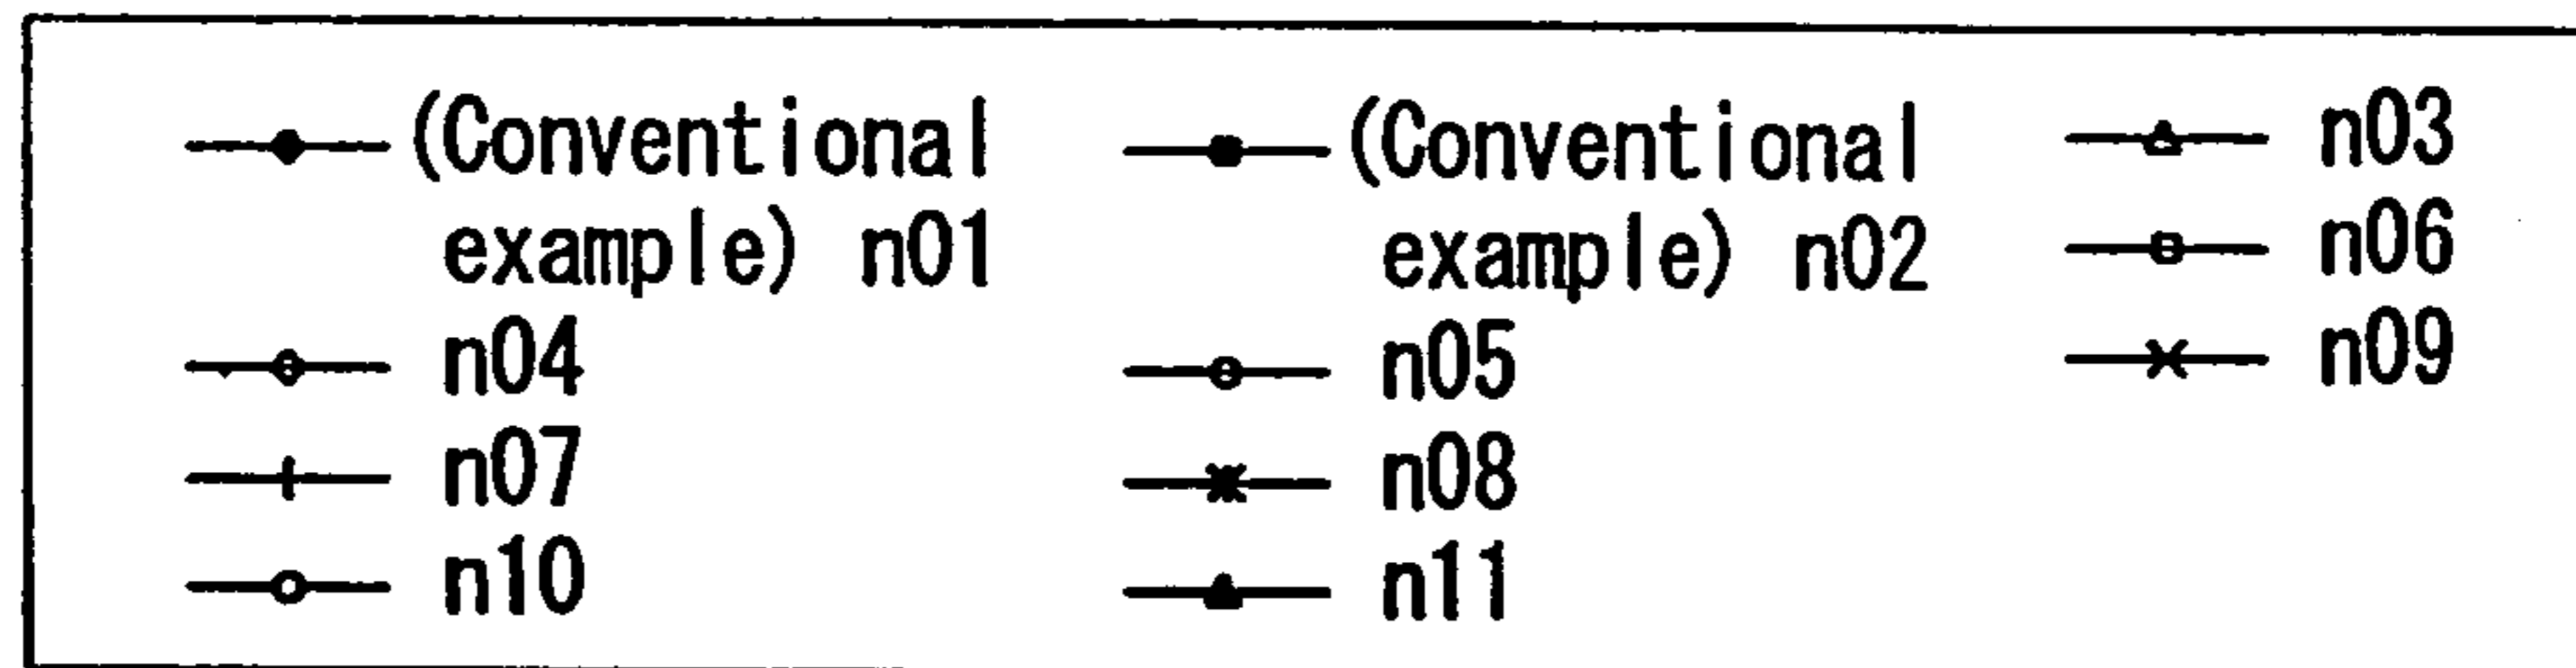 (Conventional
example) n01
(Conventional
example) n02
n03
n06
n04
n05
n09
n07
n08
n10
n11